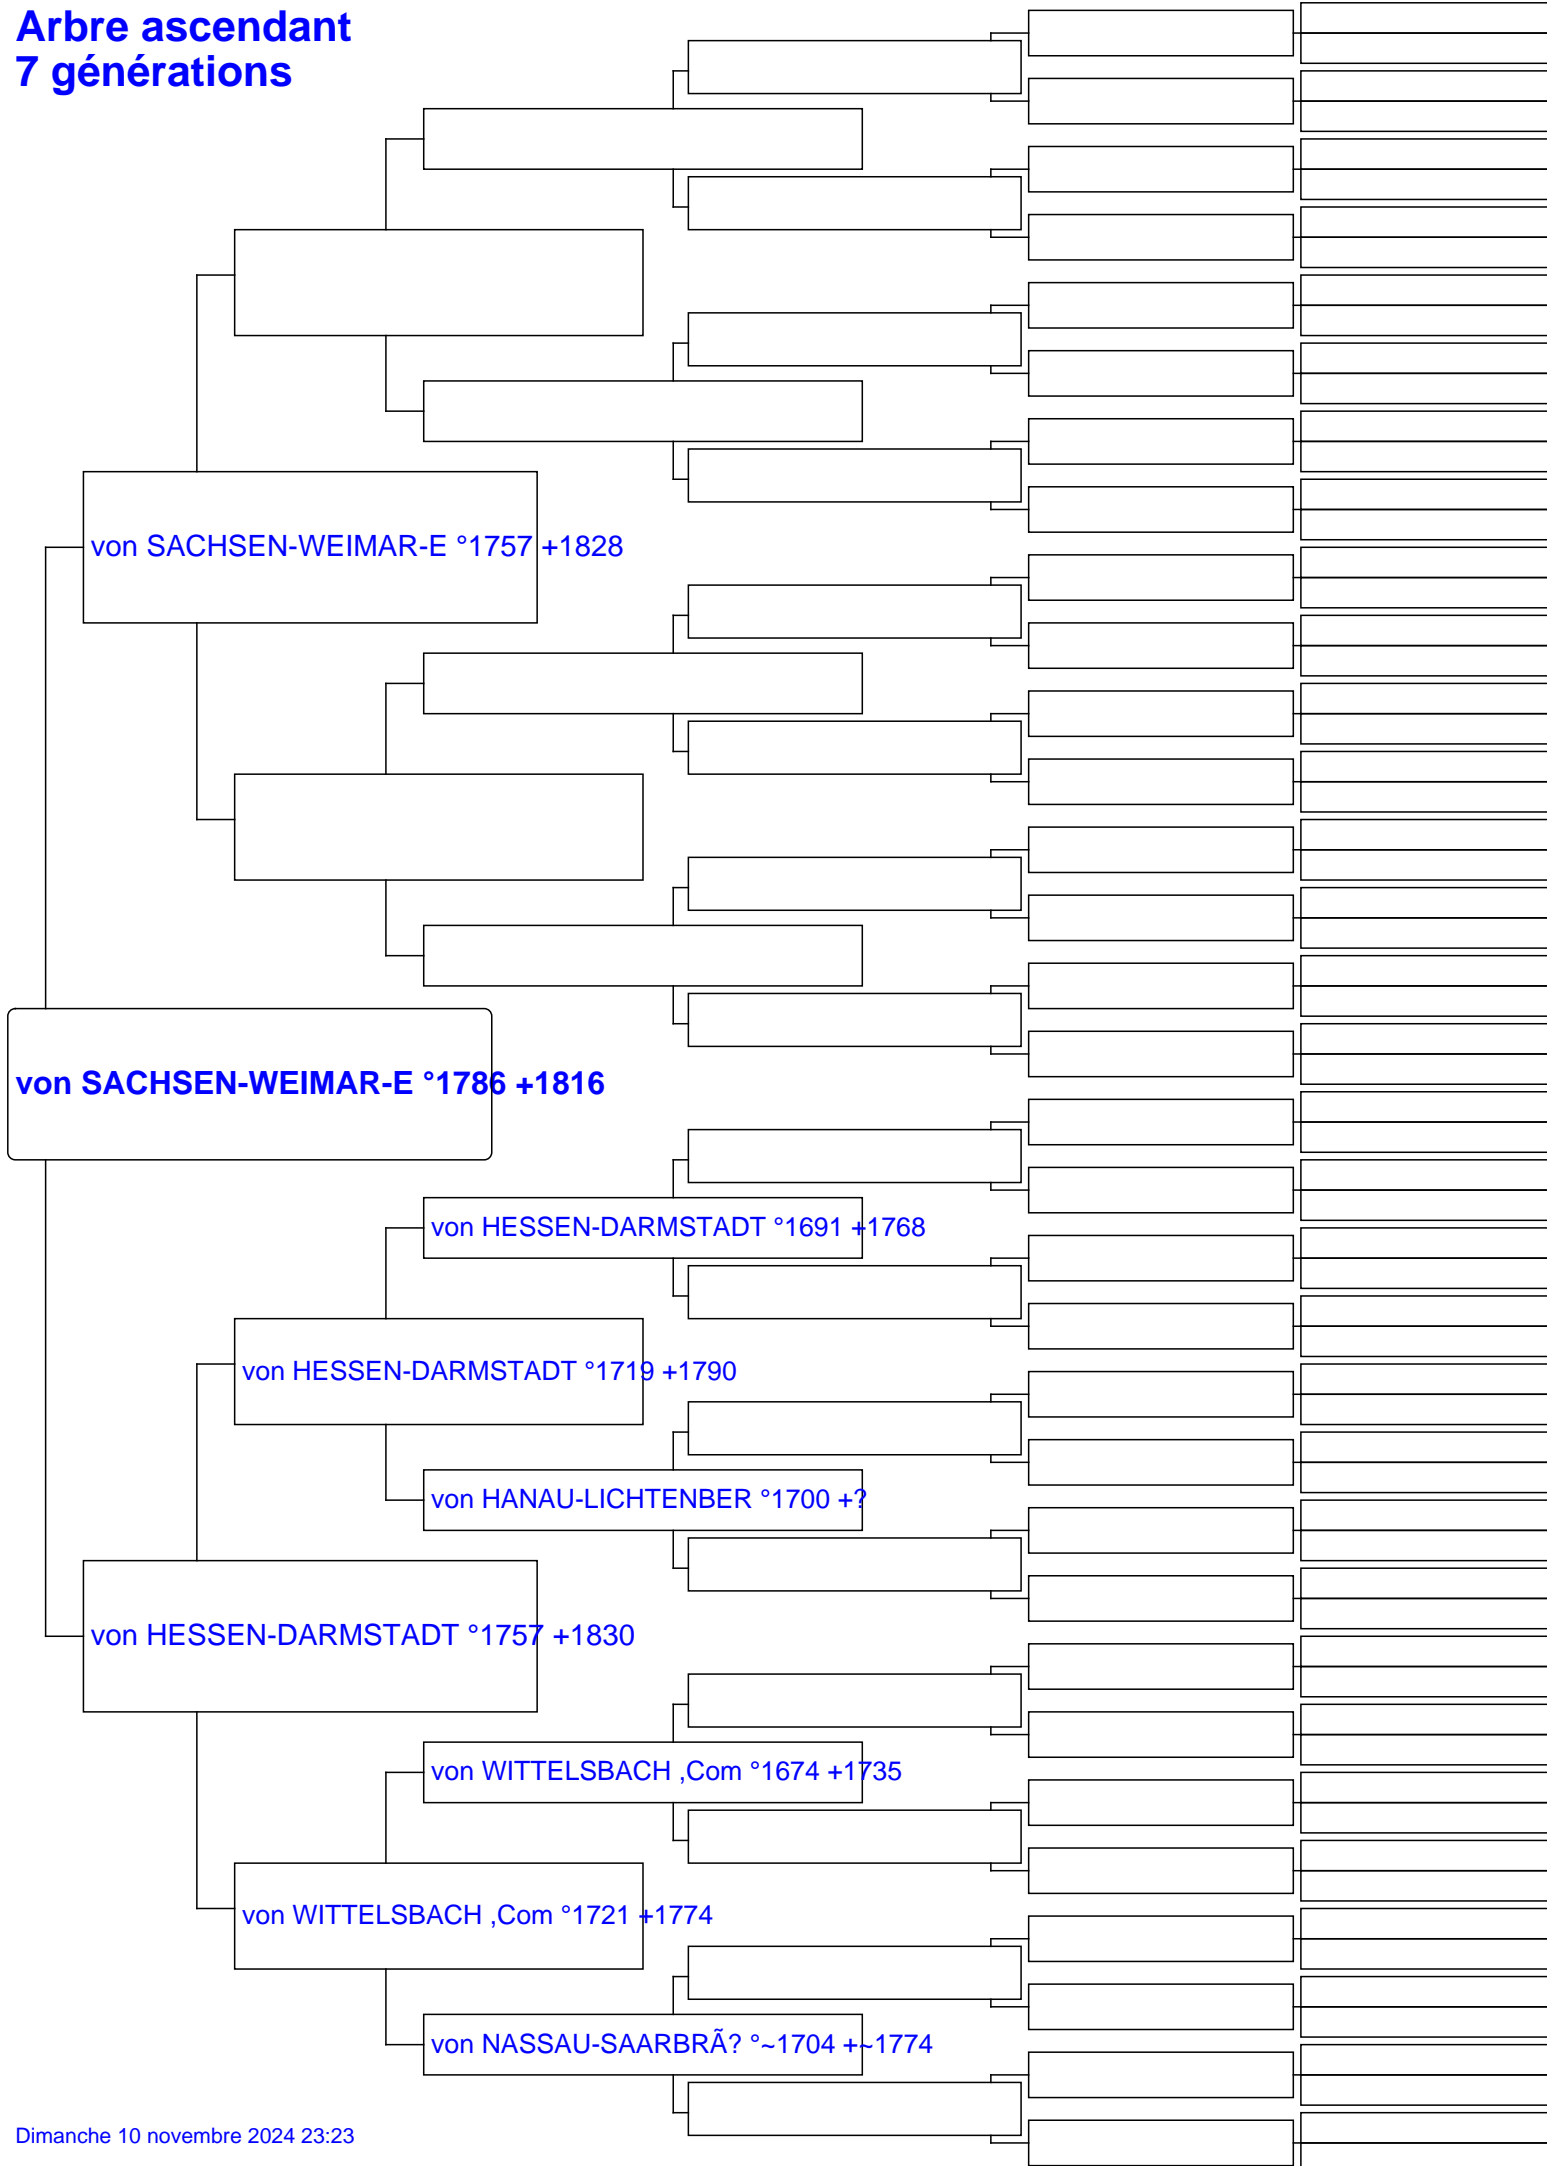 Arbre ascendant
7 générations
von SACHSEN-WEIMAR-E °1757 +1828
von SACHSEN-WEIMAR-E °1786 +1816
von HESSEN-DARMSTADT °1691 +1768
von HESSEN-DARMSTADT °1719 +1790
von HANAU-LICHTENBER °1700 +?
von HESSEN-DARMSTADT °1757 +1830
von WITTELSBACH ,Com °1674 +1735
von WITTELSBACH ,Com °1721 +1774
von NASSAU-SAARBRÃ? °~1704 +~1774
Dimanche 10 novembre 2024 23:23